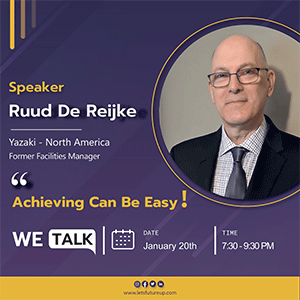 Speaker
Ruud De Reijke
Yazaki - North America
Former Facilities Manager
“
Achieving Can Be Easy!
WE TALK
DATE
January 20th
TIME
7:30 - 9:30 PM
www.letsfutureup.com